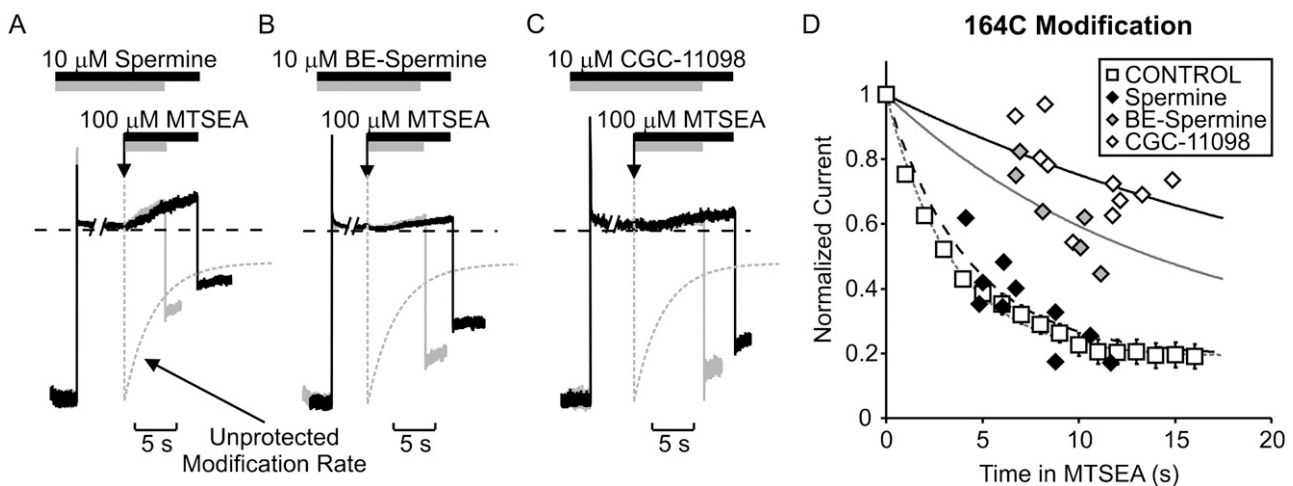 A
10 μM Spermine
100 μM MTSEA
5 s
Unprotected
Modification Rate
B
10 μM BE-Spermine
100 μM MTSEA
5 s
C
10 μM CGC-11098
100 μM MTSEA
5 s
D
164C Modification
CONTROL
Spermine
BE-Spermine
CGC-11098
Normalized Current
1
0.8
0.6
0.4
0.2
0
0
5
10
15
20
Time in MTSEA (s)